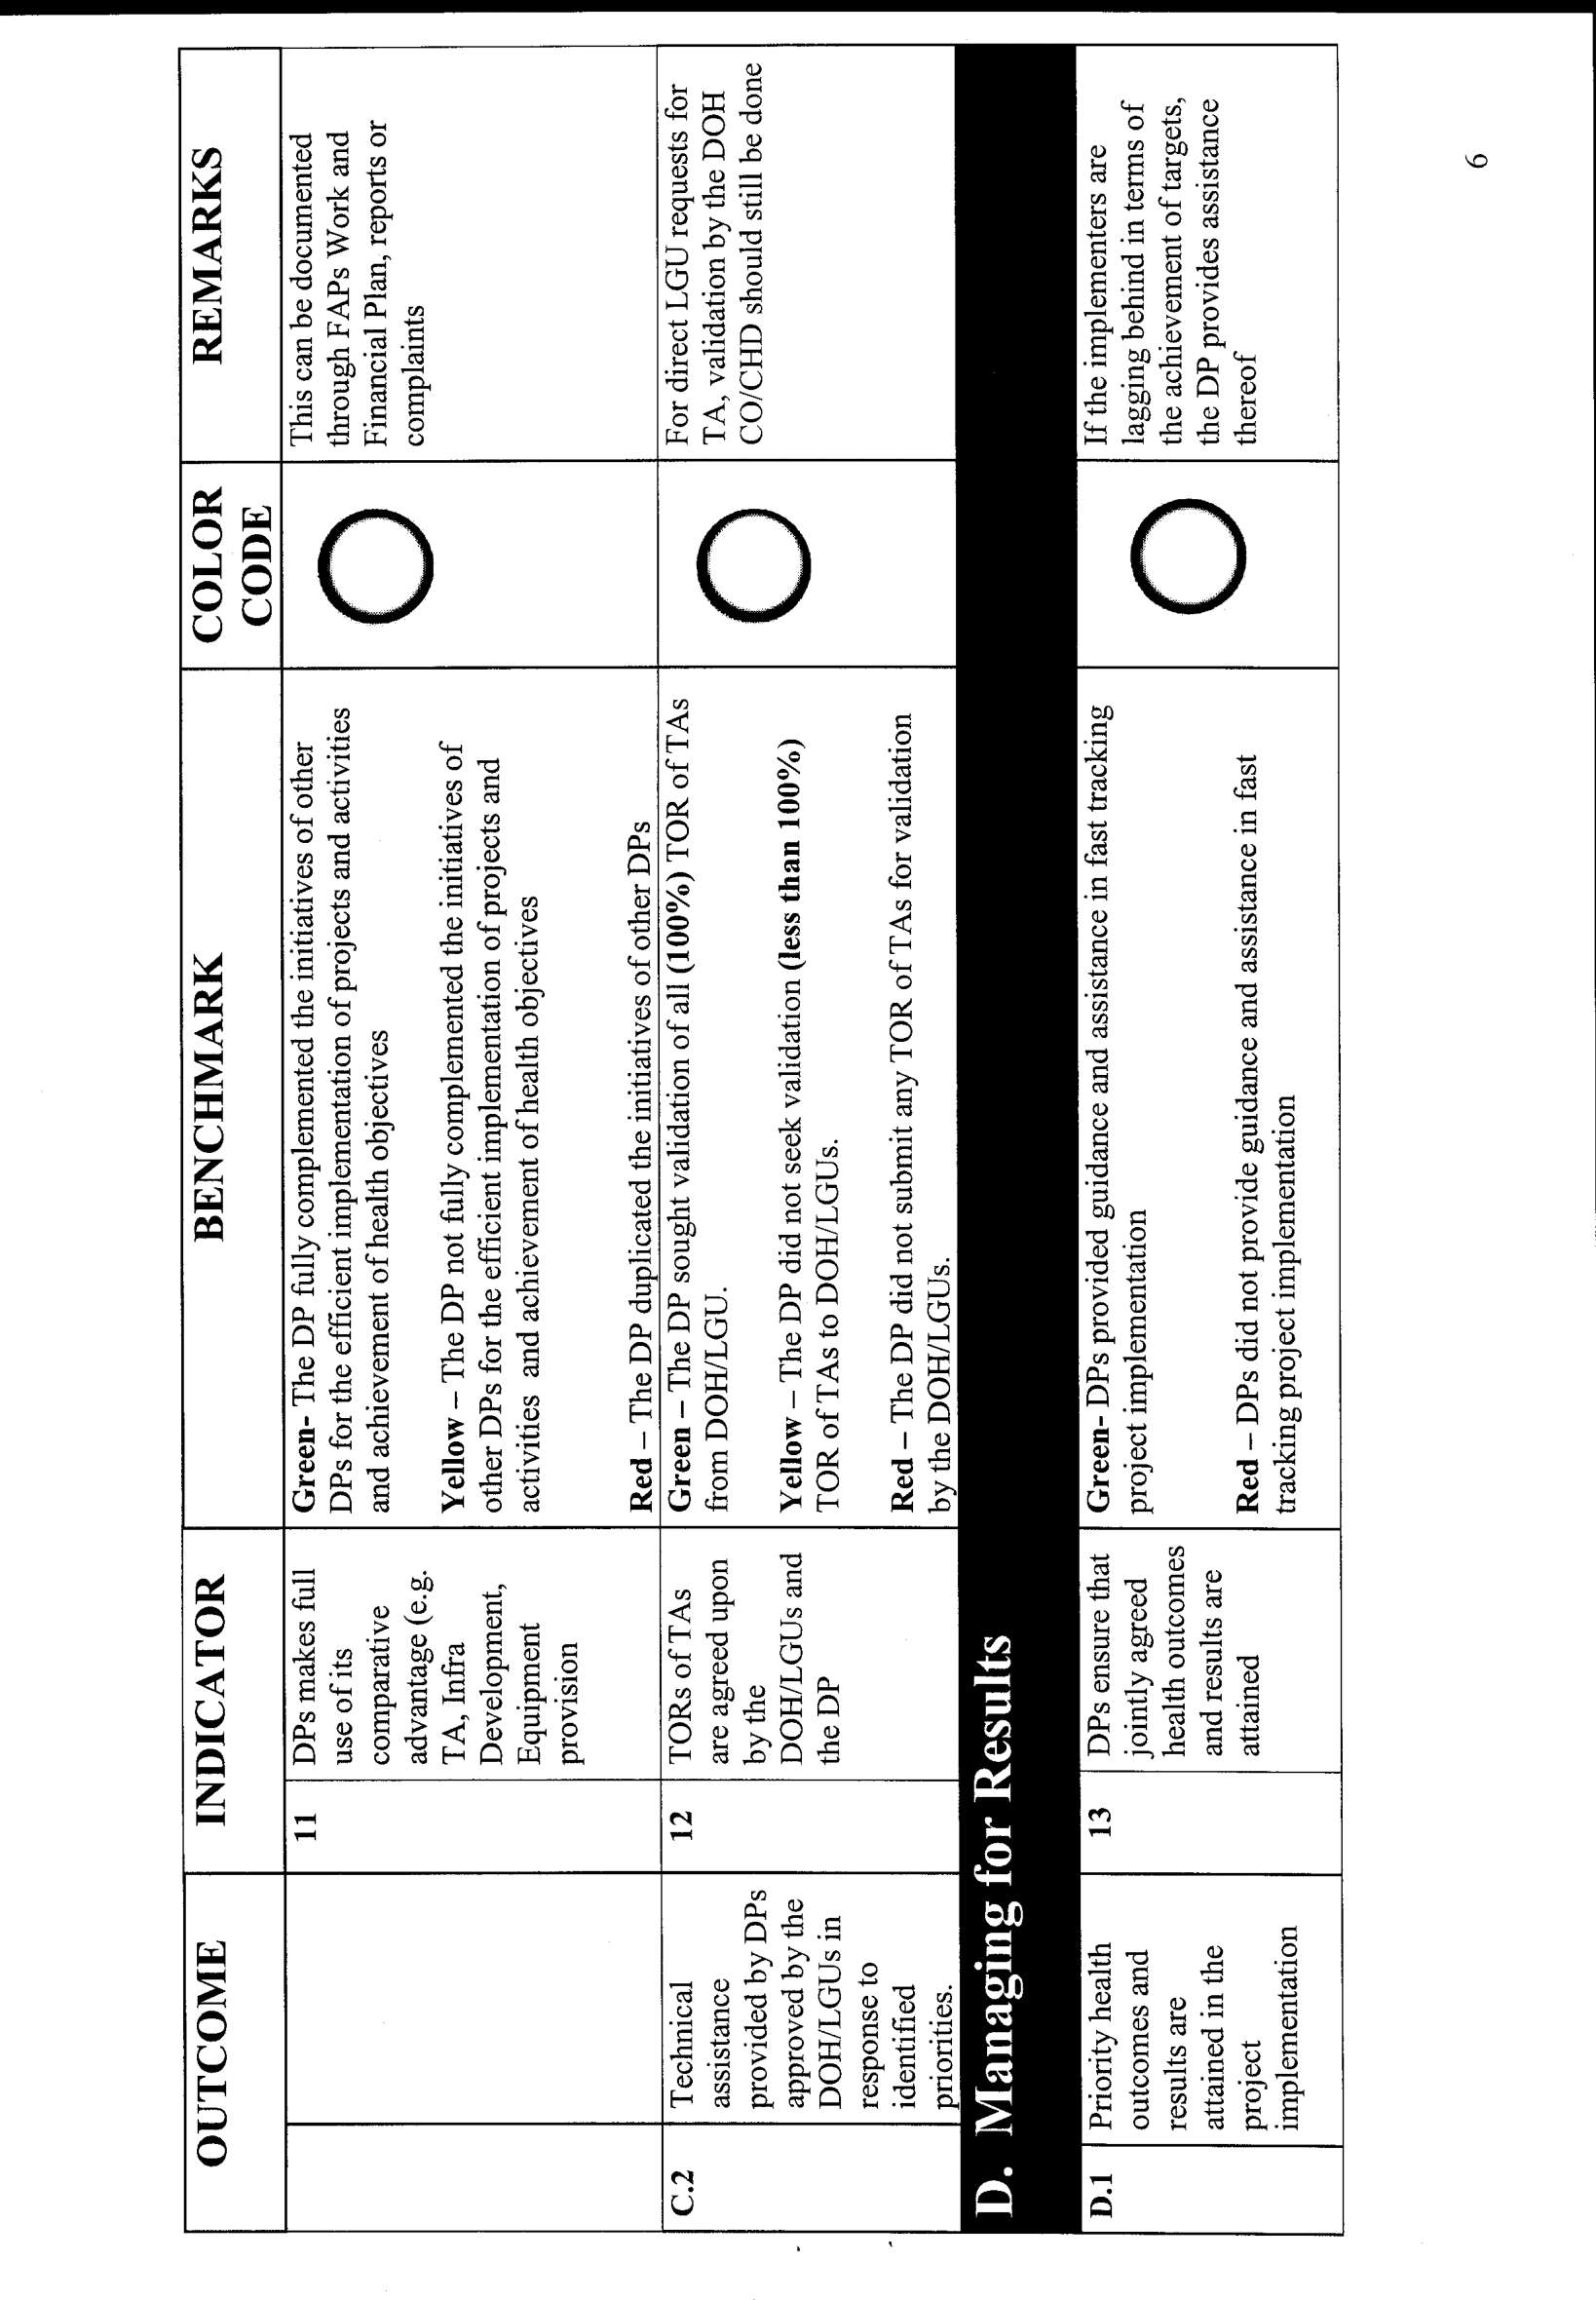 OUTCOME
INDICATOR
BENCHMARK
COLOR
CODE
REMARKS
11
DPs makes full
use of its
comparative
advantage (e.g.
TA, Infra
Development,
Equipment
provision
Green- The DP fully complemented the initiatives of other
DPs for the efficient implementation of projects and activities
and achievement of health objectives
Yellow – The DP not fully complemented the initiatives of
other DPs for the efficient implementation of projects and
activities and achievement of health objectives
Red – The DP duplicated the initiatives of other DPs
This can be documented
through FAPs Work and
Financial Plan, reports or
complaints
C.2
Technical
assistance
provided by DPs
approved by the
DOH/LGUs in
response to
identified
priorities.
12
TORs of TAs
are agreed upon
by the
DOH/LGUs and
the DP
Green – The DP sought validation of all (100%) TOR of TAs
from DOH/LGU.
Yellow – The DP did not seek validation (less than 100%)
TOR of TAs to DOH/LGUs.
Red – The DP did not submit any TOR of TAs for validation
by the DOH/LGUs.
For direct LGU requests for
TA, validation by the DOH
CO/CHD should still be done
D. Managing for Results
D.1
Priority health
outcomes and
results are
attained in the
project
implementation
13
DPs ensure that
jointly agreed
health outcomes
and results are
attained
Green- DPs provided guidance and assistance in fast tracking
project implementation
Red – DPs did not provide guidance and assistance in fast
tracking project implementation
If the implementers are
lagging behind in terms of
the achievement of targets,
the DP provides assistance
thereof
6